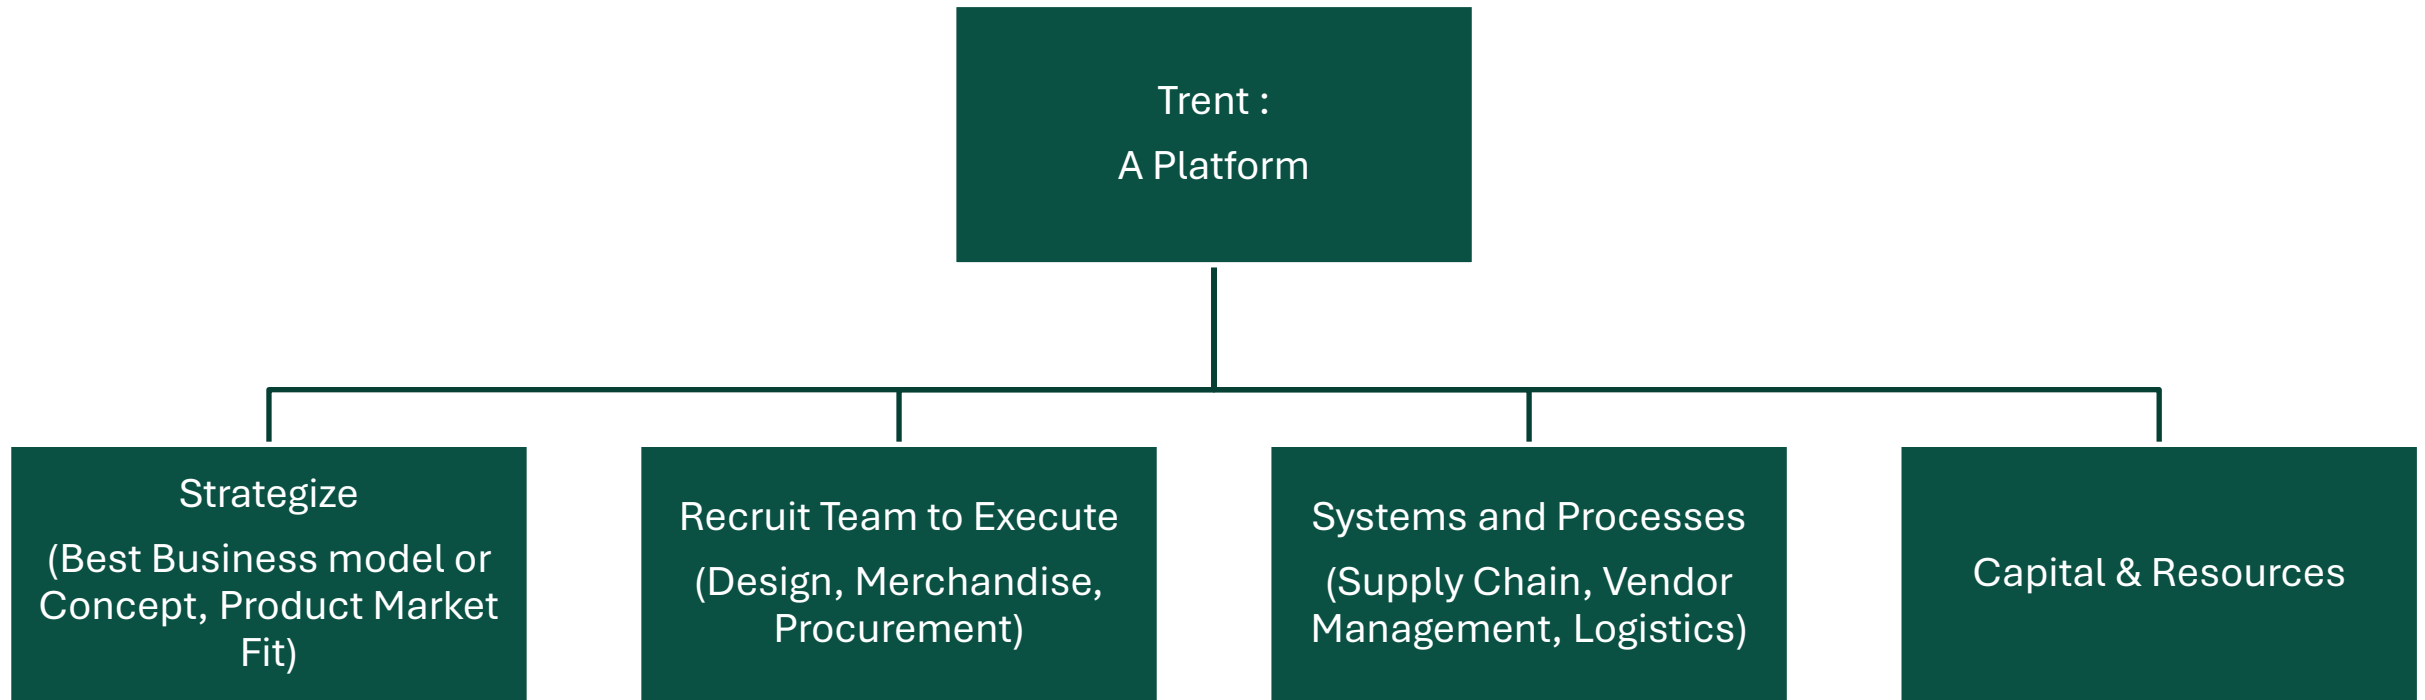 Trent :
A Platform
Strategize
(Best Business model or
Concept, Product Market
Fit)
Recruit Team to Execute
(Design, Merchandise,
Procurement)
Systems and Processes
(Supply Chain, Vendor
Management, Logistics)
Capital & Resources